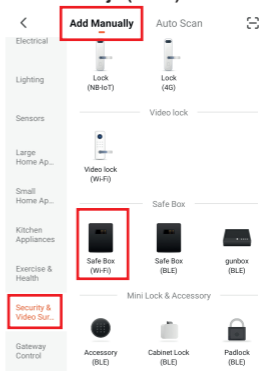 Add Manually
Auto Scan
Electrical
Lighting
Sensors
Large
Home Ap...
Small
Home Ap...
Kitchen
Appliances
Exercise &
Health
Security &
Video Sur...
Gateway
Control
Lock
(NB-IoT)
Lock
(4G)
Video lock
Video lock
(Wi-Fi)
Safe Box
Safe Box
(Wi-Fi)
Safe Box
(BLE)
gunbox
(BLE)
Mini Lock & Accessory
Accessory
(BLE)
Cabinet Lock
(BLE)
Padlock
(BLE)